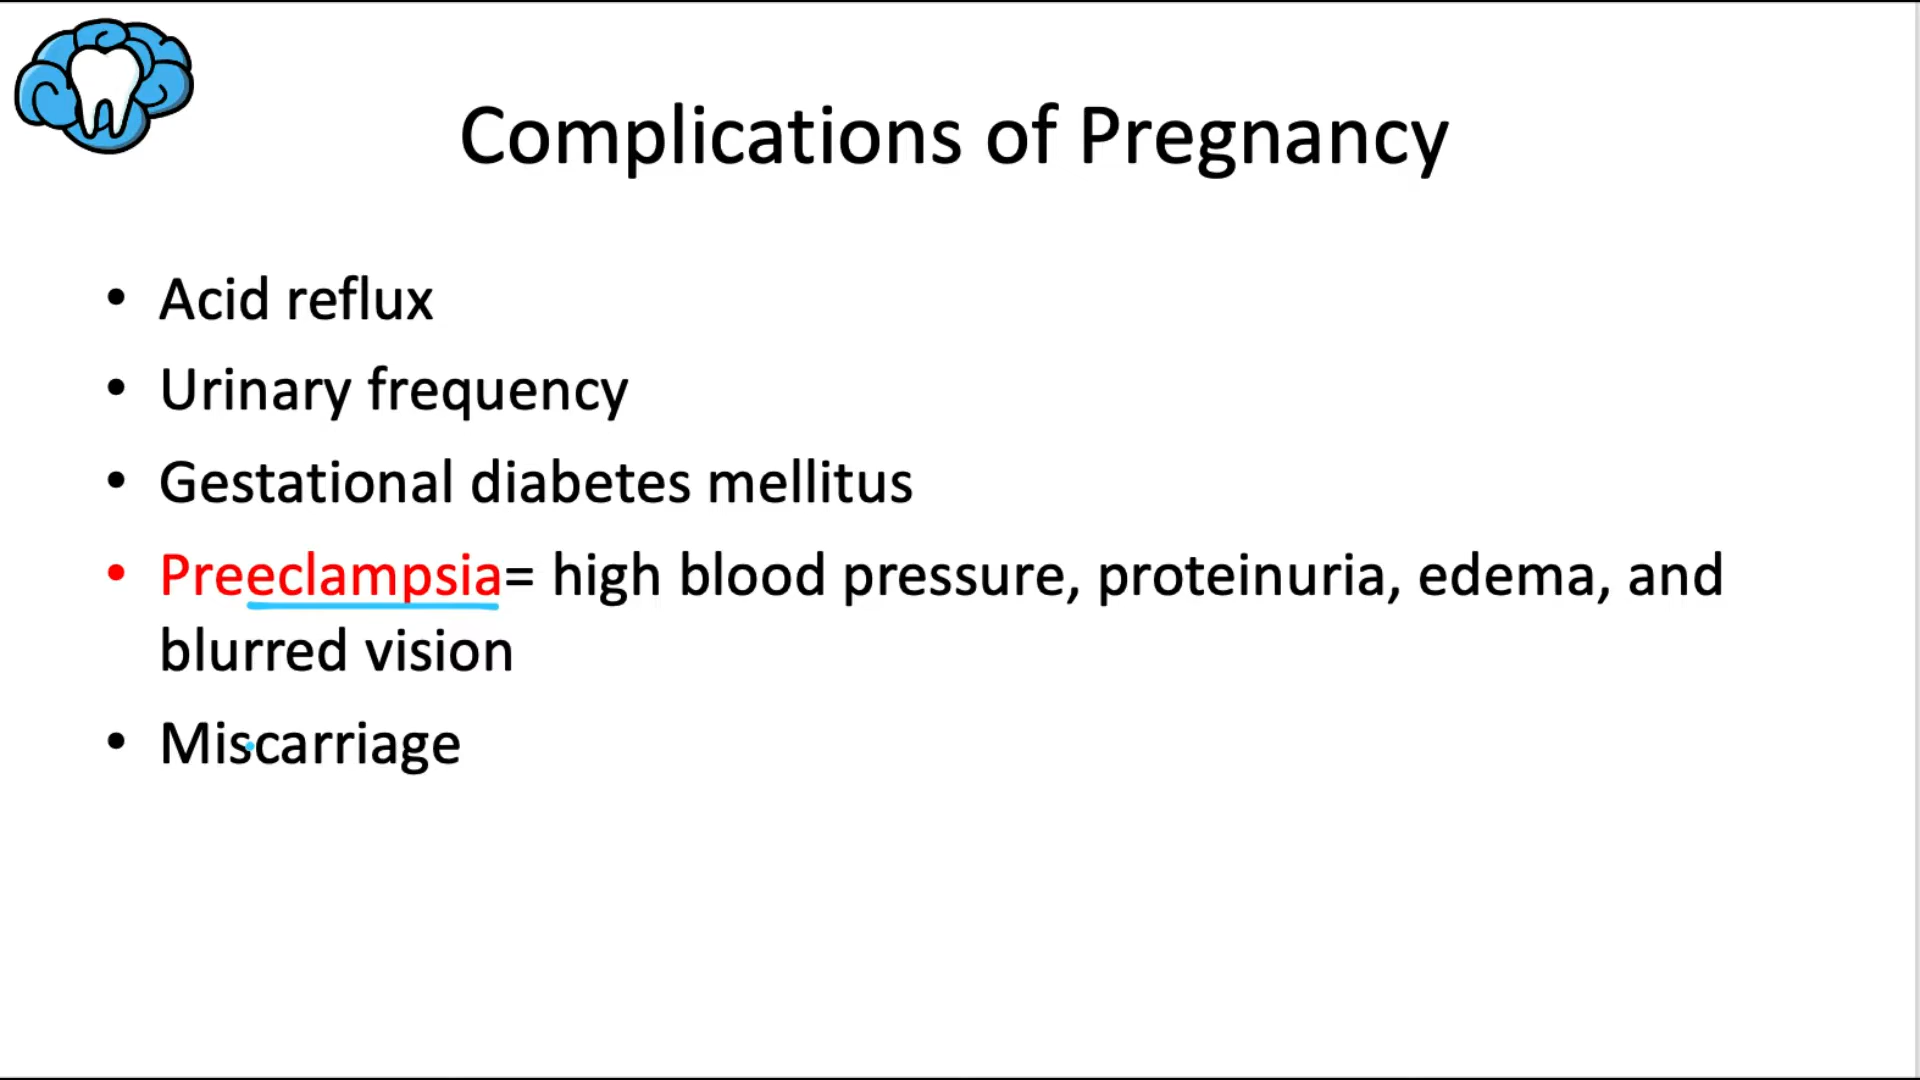 Complications of Pregnancy
• Acid reflux
• Urinary frequency
• Gestational diabetes mellitus
• Preeclampsia= high blood pressure, proteinuria, edema, and
blurred vision
• Miscarriage